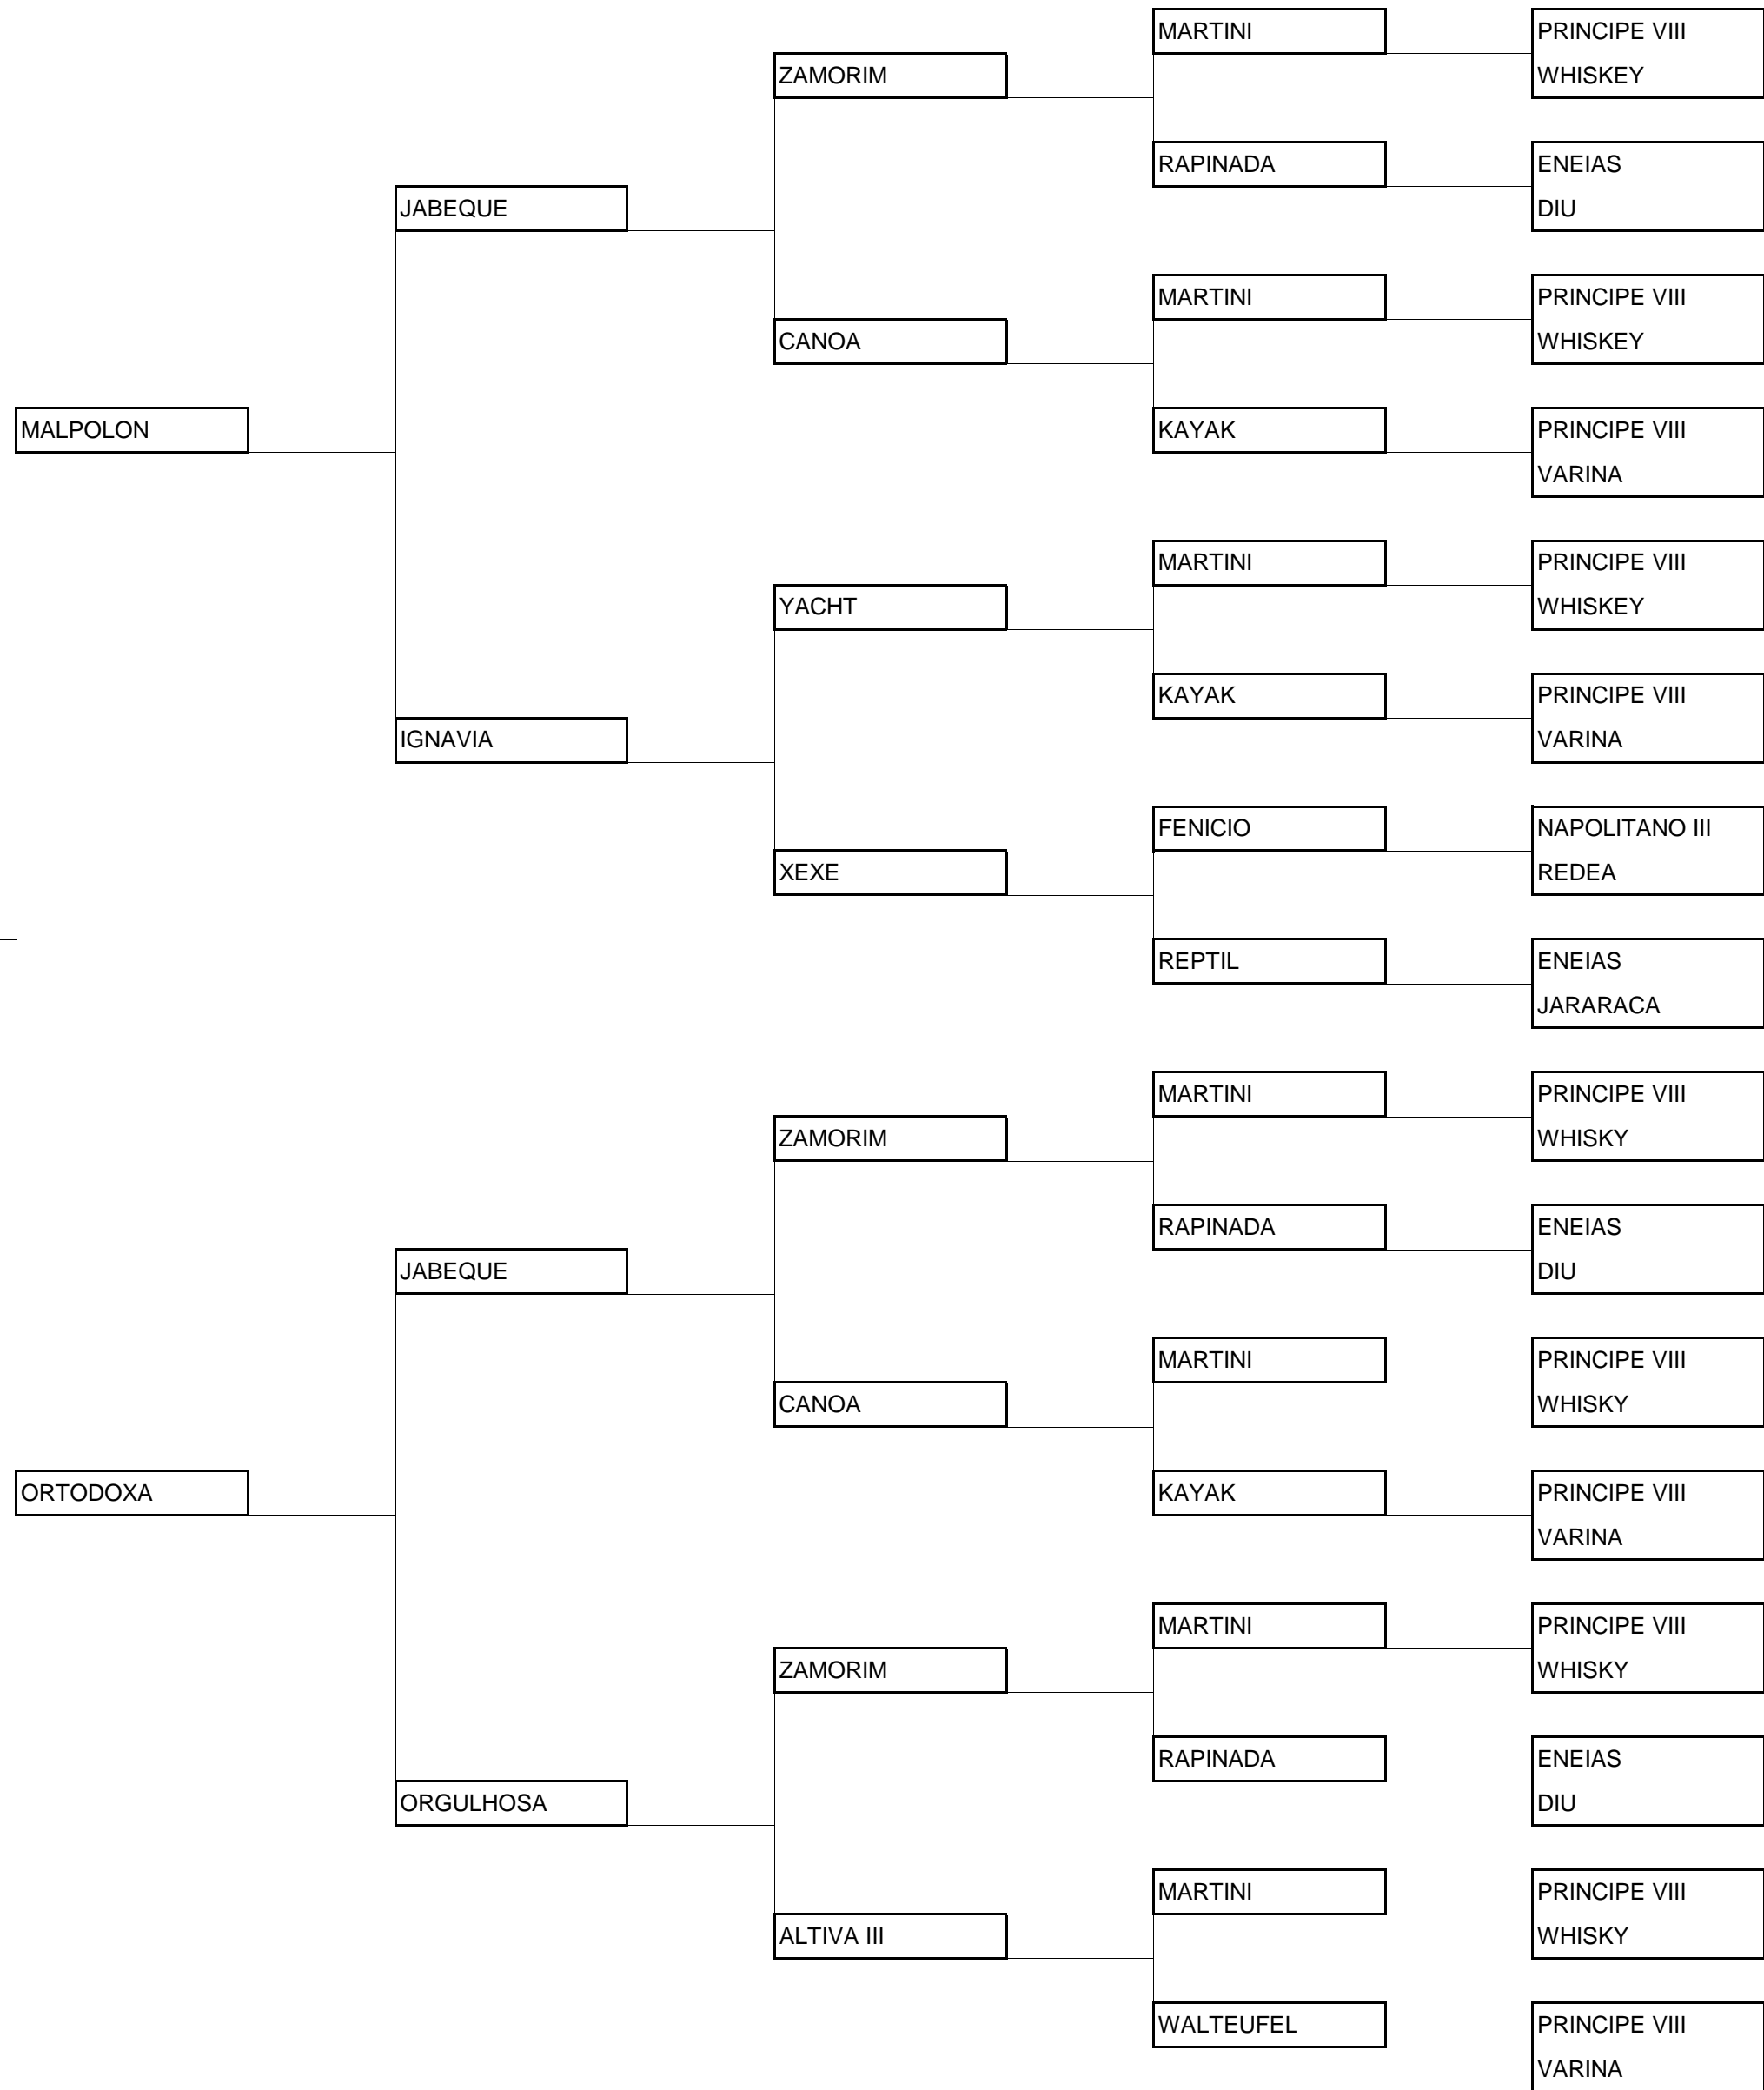 MARTINI
PRINCIPE VIII
WHISKEY
ZAMORIM
RAPINADA
ENEIAS
DIU
JABEQUE
MARTINI
PRINCIPE VIII
WHISKEY
CANOA
KAYAK
PRINCIPE VIII
VARINA
MALPOLON
MARTINI
PRINCIPE VIII
WHISKEY
YACHT
KAYAK
PRINCIPE VIII
VARINA
IGNAVIA
FENICIO
NAPOLITANO III
REDEA
XEXE
REPTIL
ENEIAS
JARARACA
MARTINI
PRINCIPE VIII
WHISKY
ZAMORIM
RAPINADA
ENEIAS
DIU
JABEQUE
MARTINI
PRINCIPE VIII
WHISKY
CANOA
KAYAK
PRINCIPE VIII
VARINA
ORTODOXA
MARTINI
PRINCIPE VIII
WHISKY
ZAMORIM
RAPINADA
ENEIAS
DIU
ORGULHOSA
MARTINI
PRINCIPE VIII
WHISKY
ALTIVA III
WALTEUFEL
PRINCIPE VIII
VARINA